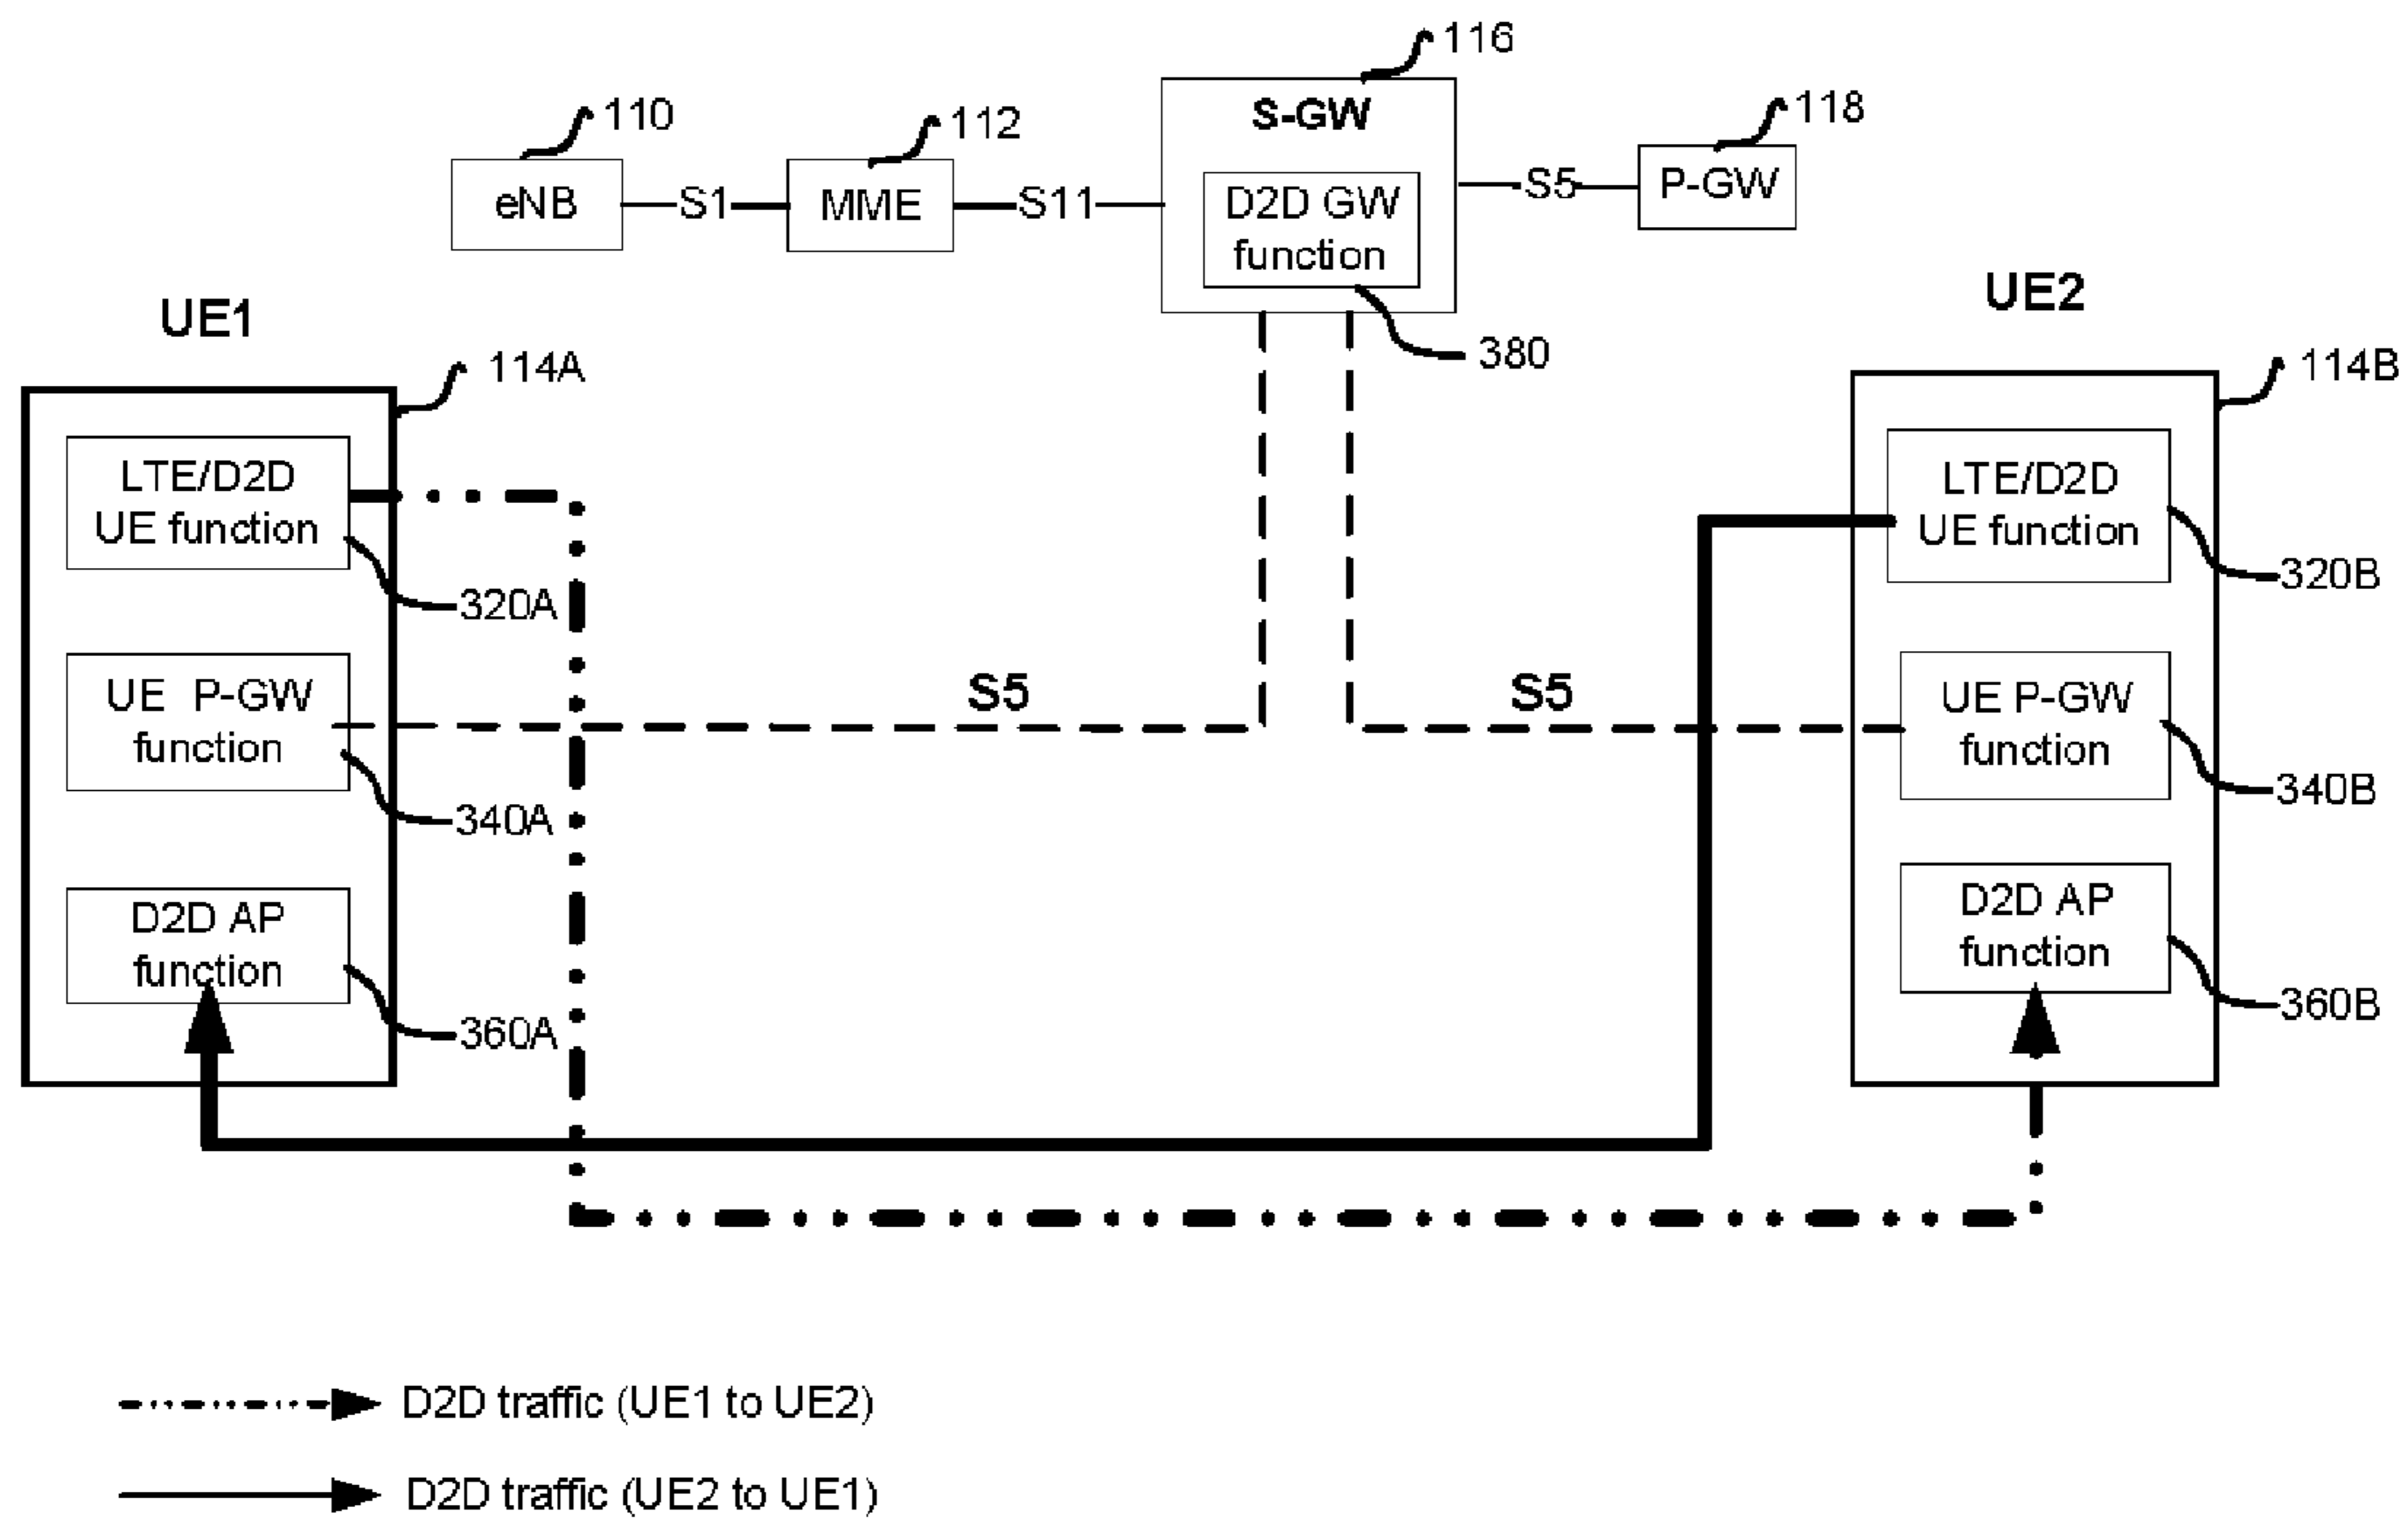 116
110
112
118
S-GW
eNB
S1
MME
S11
D2D GW
function
S5
P-GW
380
UE1
UE2
114A
114B
LTE/D2D
UE function
320A
LTE/D2D
UE function
320B
UE P-GW
function
340A
S5
S5
UE P-GW
function
340B
D2D AP
function
360A
D2D AP
function
360B
D2D traffic (UE1 to UE2)
D2D traffic (UE2 to UE1)